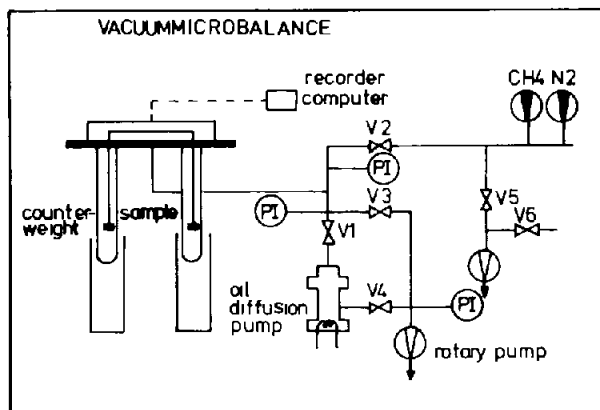 VACUUMMICROBALANCE
recorder
computer
CH4 N2
V2
PI
counter-
weight
sample
PI
V3
V5
V6
V1
oil
diffusion
pump
V4
PI
rotary pump